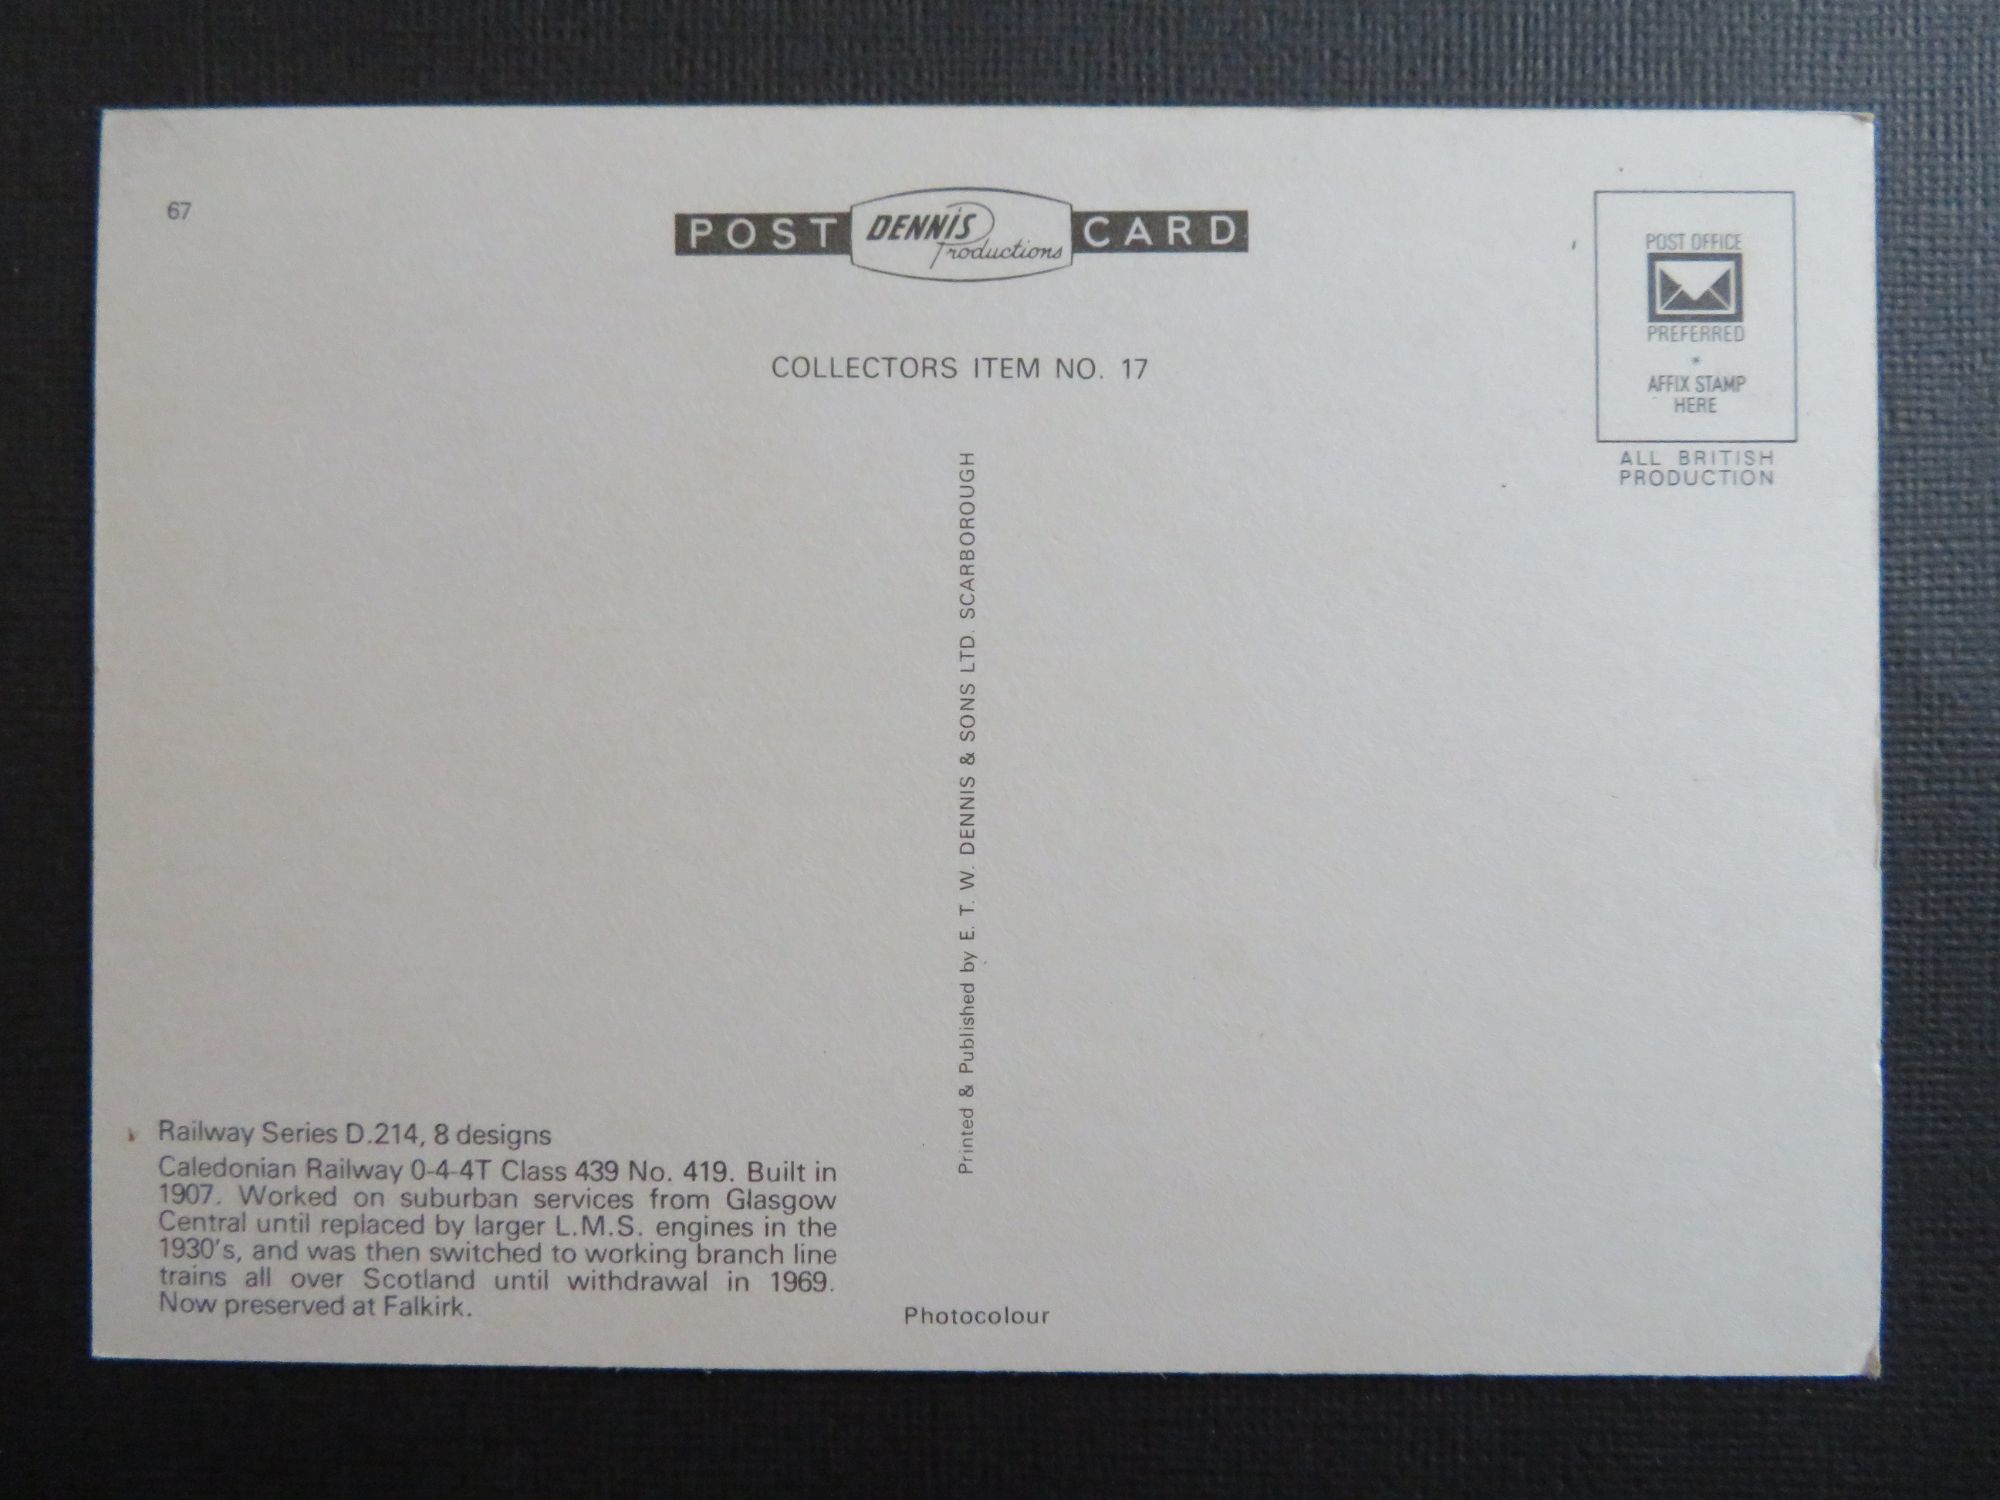 67
POST DENNIS Productions CARD
COLLECTORS ITEM NO. 17
POST OFFICE
PREFERRED
*
AFFIX STAMP
HERE
ALL BRITISH
PRODUCTION
Printed & Published by E. T. W. DENNIS & SONS LTD. SCARBOROUGH
Railway Series D.214, 8 designs
Caledonian Railway 0-4-4T Class 439 No. 419. Built in
1907. Worked on suburban services from Glasgow
Central until replaced by larger L.M.S. engines in the
1930's, and was then switched to working branch line
trains all over Scotland until withdrawal in 1969.
Now preserved at Falkirk.
Photocolour